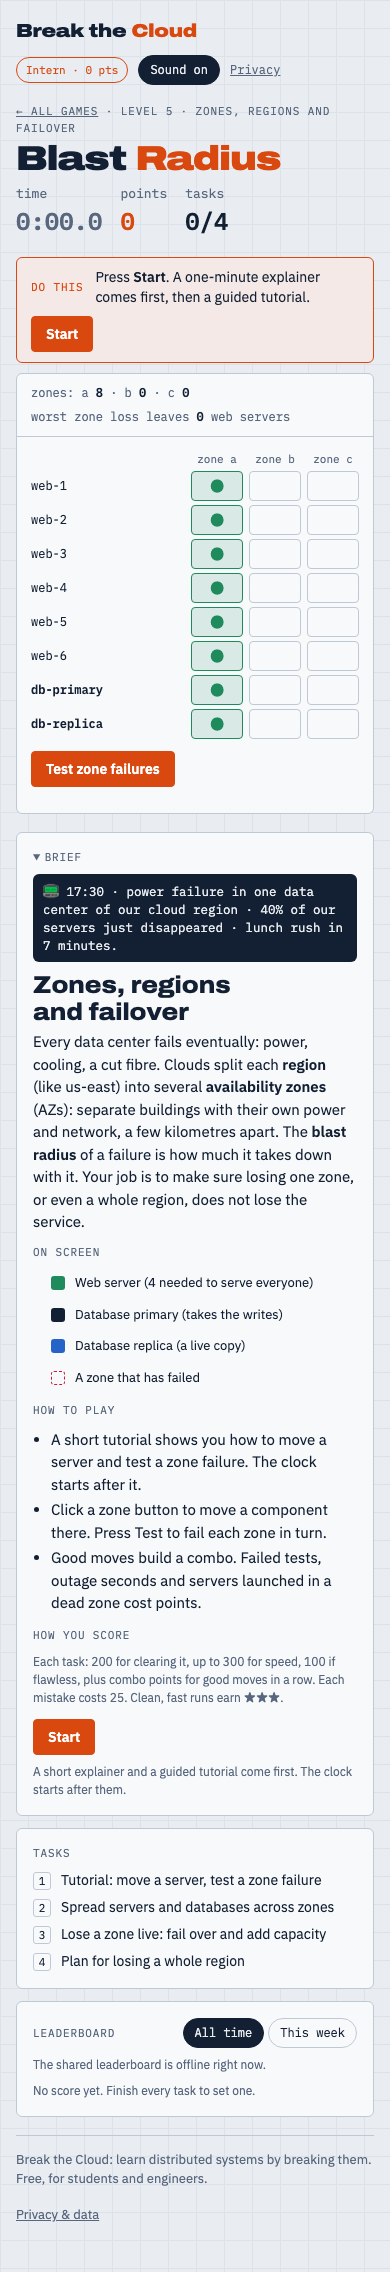 Break the Cloud
Intern · 0 pts
Sound on
Privacy
← ALL GAMES · LEVEL 5 · ZONES, REGIONS AND
FAILOVER
Blast Radius
time points tasks
0:00.0 0 0/4
DO THIS
Press Start. A one-minute explainer
comes first, then a guided tutorial.
Start
zones: a 8 · b 0 · c 0
worst zone loss leaves 0 web servers
zone a zone b zone c
web-1
web-2
web-3
web-4
web-5
web-6
db-primary
db-replica
Test zone failures
▼ BRIEF
17:30 · power failure in one data
center of our cloud region · 40% of our
servers just disappeared · lunch rush in
7 minutes.
Zones, regions
and failover
Every data center fails eventually: power,
cooling, a cut fibre. Clouds split each region
(like us-east) into several availability zones
(AZs): separate buildings with their own power
and network, a few kilometres apart. The blast
radius of a failure is how much it takes down
with it. Your job is to make sure losing one zone,
or even a whole region, does not lose the
service.
ON SCREEN
Web server (4 needed to serve everyone)
Database primary (takes the writes)
Database replica (a live copy)
A zone that has failed
HOW TO PLAY
• A short tutorial shows you how to move a
server and test a zone failure. The clock
starts after it.
• Click a zone button to move a component
there. Press Test to fail each zone in turn.
• Good moves build a combo. Failed tests,
outage seconds and servers launched in a
dead zone cost points.
HOW YOU SCORE
Each task: 200 for clearing it, up to 300 for speed, 100 if
flawless, plus combo points for good moves in a row. Each
mistake costs 25. Clean, fast runs earn ★★★.
Start
A short explainer and a guided tutorial come first. The clock
starts after them.
TASKS
1 Tutorial: move a server, test a zone failure
2 Spread servers and databases across zones
3 Lose a zone live: fail over and add capacity
4 Plan for losing a whole region
LEADERBOARD
All time
This week
The shared leaderboard is offline right now.
No score yet. Finish every task to set one.
Break the Cloud: learn distributed systems by breaking them.
Free, for students and engineers.
Privacy & data